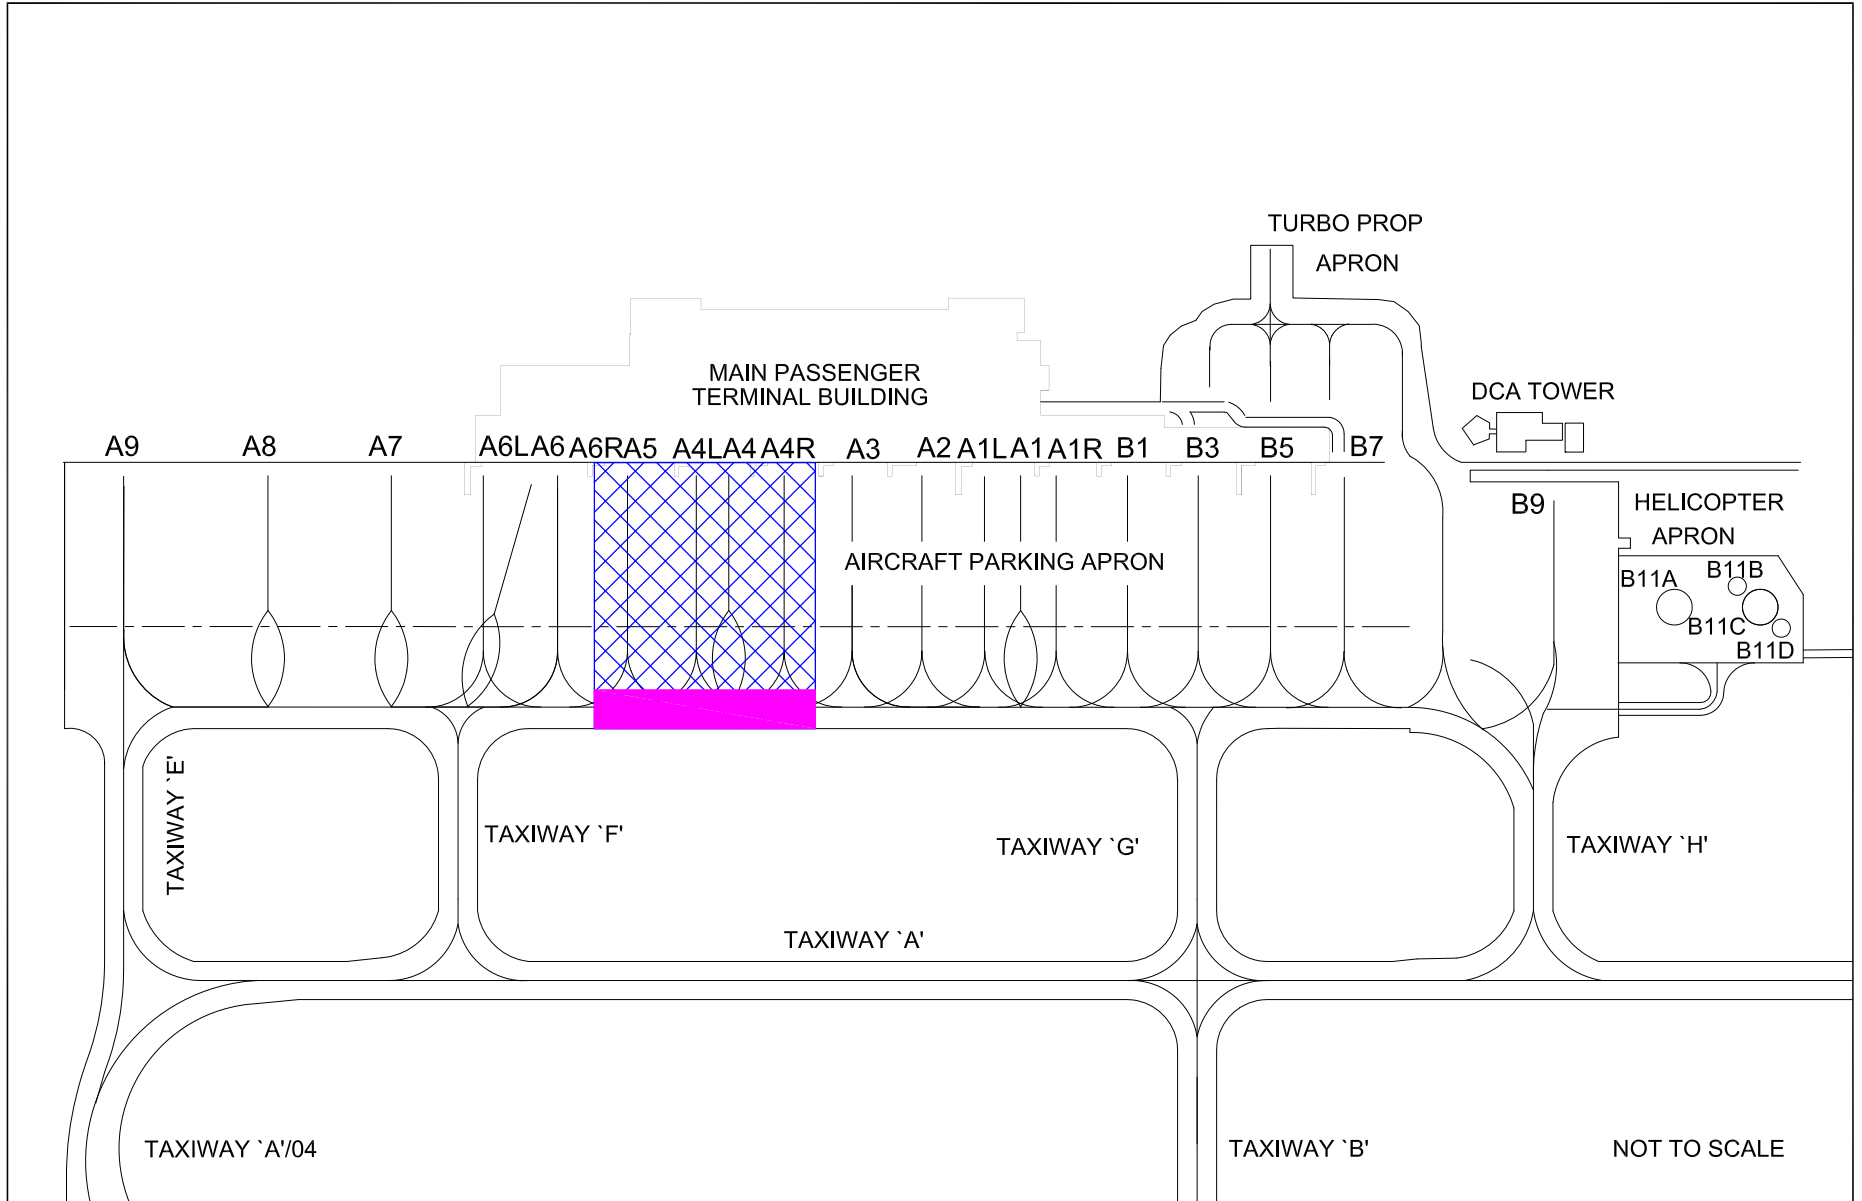 TURBO PROP
APRON
MAIN PASSENGER
TERMINAL BUILDING
DCA TOWER
A9 A8 A7 A6L A6 A6R A5 A4L A4 A4R A3 A2 A1L A1 A1R B1 B3 B5 B7
B9
HELICOPTER
APRON
AIRCRAFT PARKING APRON
B11A B11B
B11C
B11D
TAXIWAY `E'
TAXIWAY `F'
TAXIWAY `G'
TAXIWAY `H'
TAXIWAY `A'
TAXIWAY `A'/04
TAXIWAY `B'
NOT TO SCALE